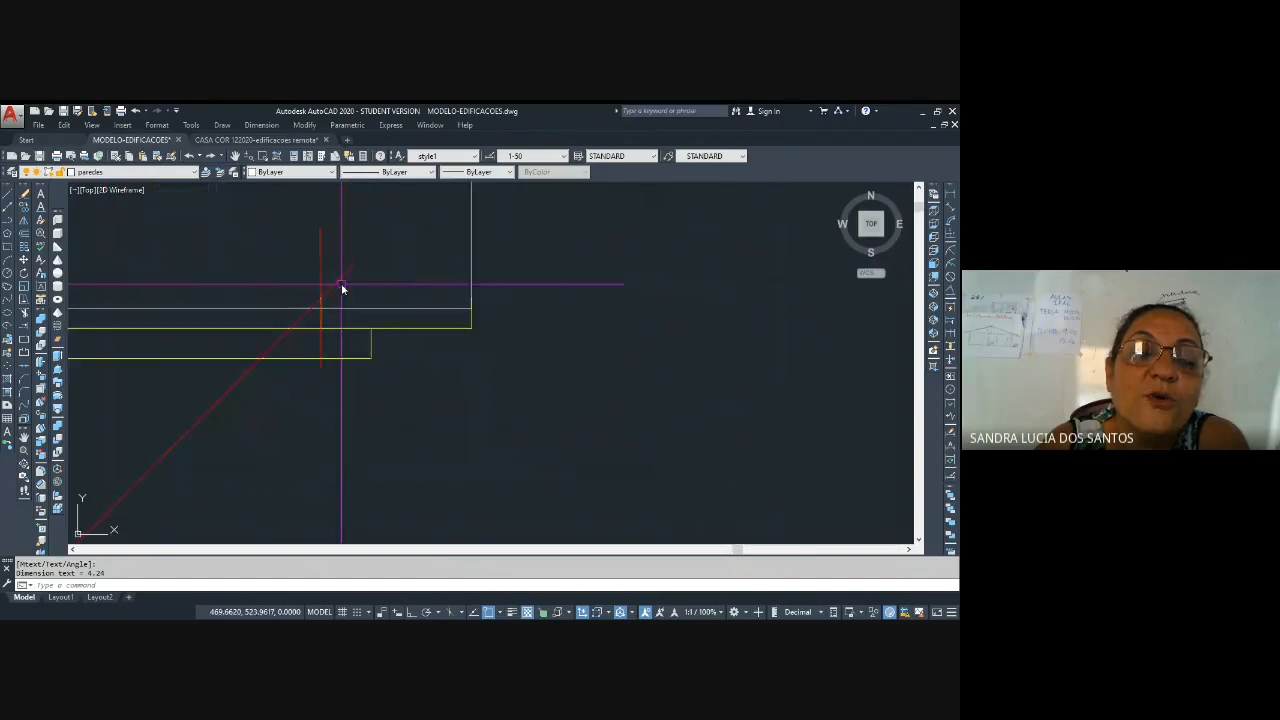 Autodesk AutoCAD 2020 - STUDENT VERSION MODELO-EDIFICACOES.dwg
Type a keyword or phrase
Sign In
File Edit View Insert Format Tools Draw Dimension Modify Parametric Express Window Help
Start MODELO-EDIFICACOES* CASA COR 122020-edificacoes remota*
style1 1-50 STANDARD STANDARD
paredes ByLayer ByLayer ByLayer ByColor
[−][Top][2D Wireframe]
N
W TOP E
S
WCS
SANDRA LUCIA DOS SANTOS
Y
X
[Mtext/Text/Angle]:
Dimension text = 4.24
Type a command
Model Layout1 Layout2
469.6620, 523.9617, 0.0000 MODEL 1:1 / 100% Decimal